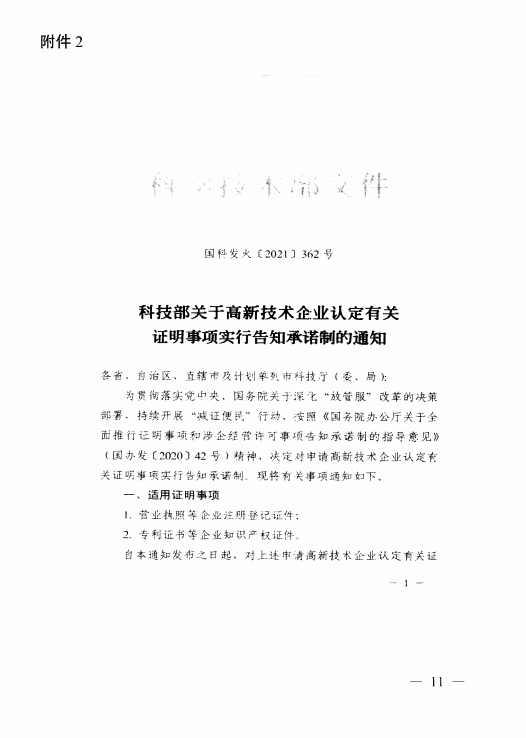 附件 2
科学技术部文件
国科发火〔2021〕362 号
科技部关于高新技术企业认定有关
证明事项实行告知承诺制的通知
各省、自治区、直辖市及计划单列市科技厅（委、局）：
为贯彻落实党中央、国务院关于深化“放管服”改革的决策
部署，持续开展“减证便民”行动，按照《国务院办公厅关于全
面推行证明事项和涉企经营许可事项告知承诺制的指导意见》
（国办发〔2020〕42 号）精神，决定对申请高新技术企业认定有
关证明事项实行告知承诺制。现将有关事项通知如下。
一、适用证明事项
1. 营业执照等企业注册登记证件；
2. 专利证书等企业知识产权证件。
自本通知发布之日起，对上述申请高新技术企业认定有关证
— 1 —
— 11 —